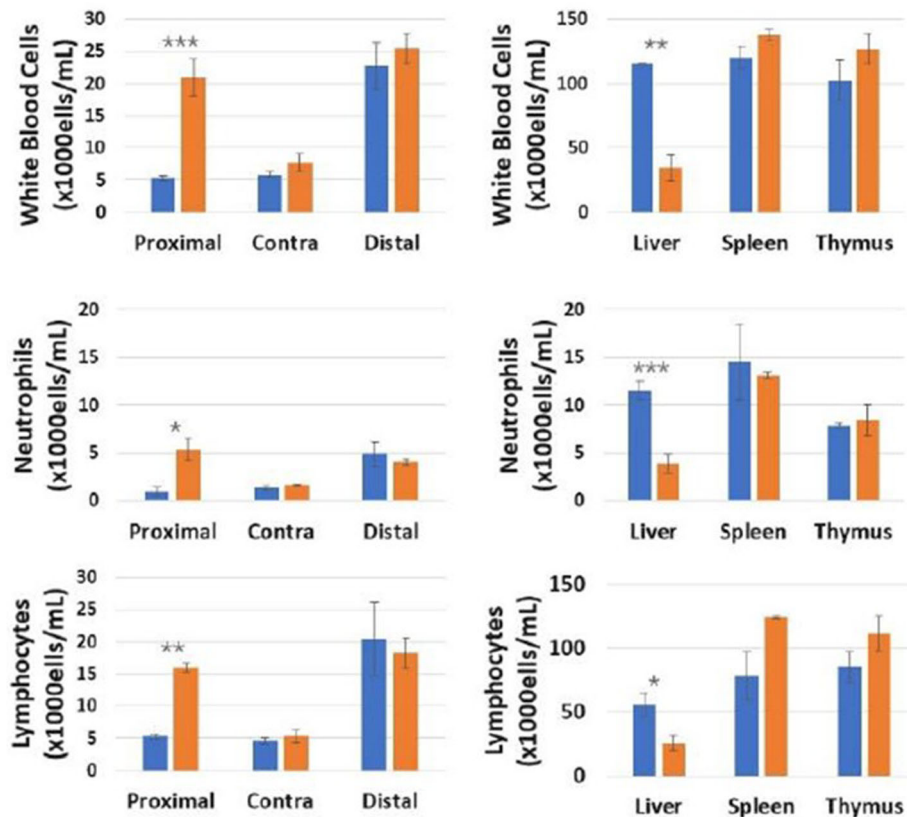 White Blood Cells
(x1000ells/mL)
30
25
20
15
10
5
0
***
Proximal Contra Distal
White Blood Cells
(x1000ells/mL)
150
100
50
0
**
Liver Spleen Thymus
Neutrophils
(x1000ells/mL)
20
15
10
5
0
*
Proximal Contra Distal
Neutrophils
(x1000ells/mL)
20
15
10
5
0
***
Liver Spleen Thymus
Lymphocytes
(x1000ells/mL)
30
25
20
15
10
5
0
**
Proximal Contra Distal
Lymphocytes
(x1000ells/mL)
150
100
50
0
*
Liver Spleen Thymus